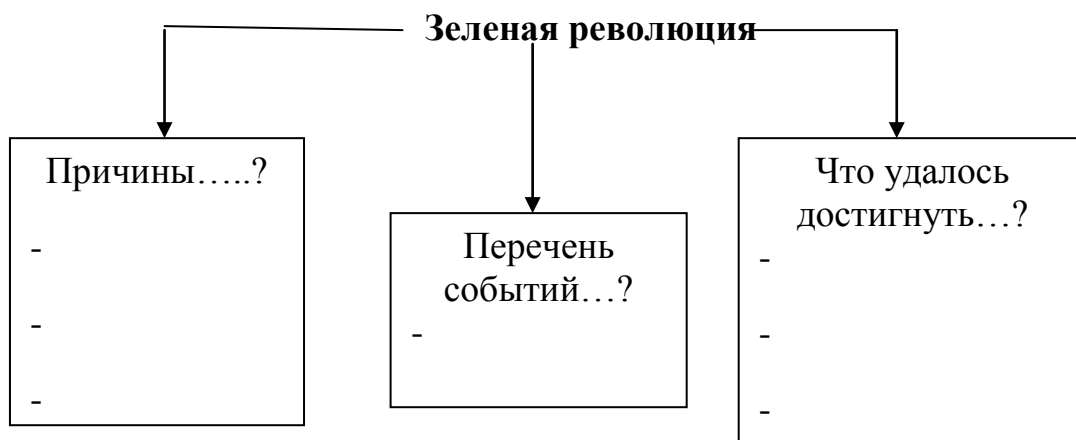 Зеленая революция
Причины…..?
-
-
-
Перечень
событий…?
-
Что удалось
достигнуть…?
-
-
-